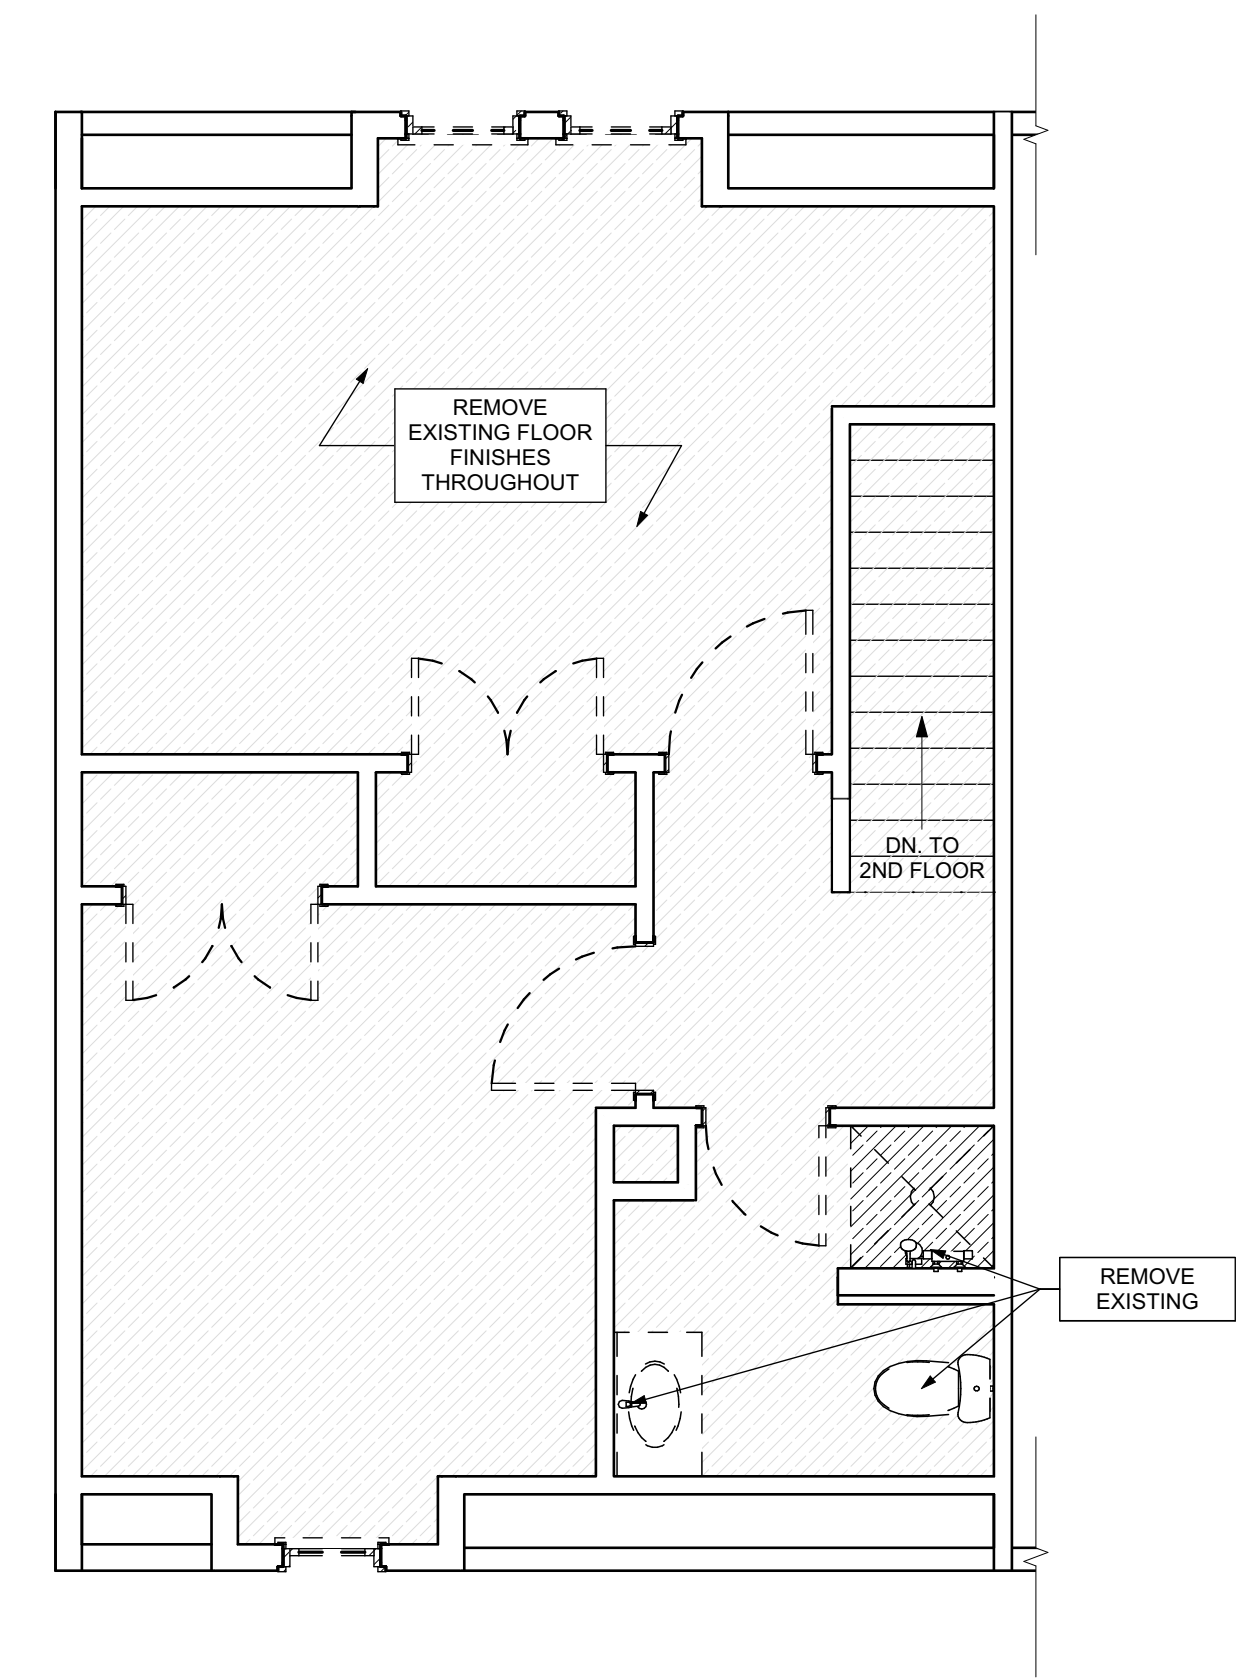 REMOVE
EXISTING FLOOR
FINISHES
THROUGHOUT
DN. TO
2ND FLOOR
REMOVE
EXISTING